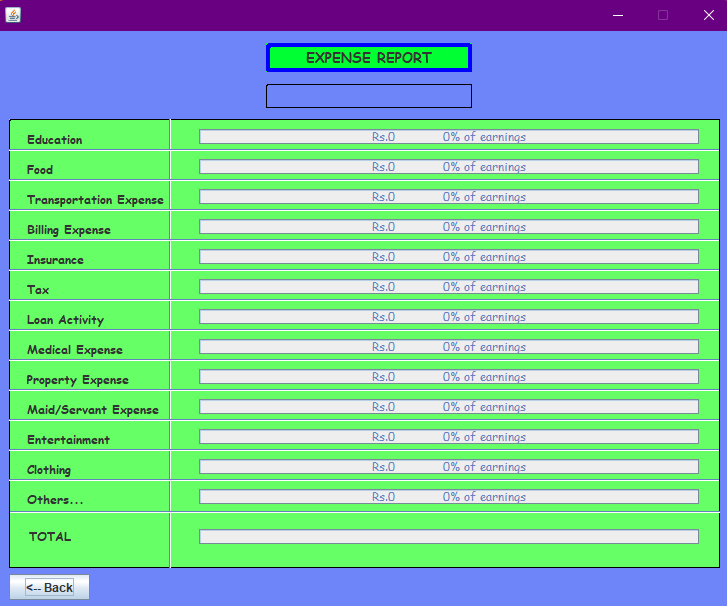 EXPENSE REPORT
Education Rs.0 0% of earnings
Food Rs.0 0% of earnings
Transportation Expense Rs.0 0% of earnings
Billing Expense Rs.0 0% of earnings
Insurance Rs.0 0% of earnings
Tax Rs.0 0% of earnings
Loan Activity Rs.0 0% of earnings
Medical Expense Rs.0 0% of earnings
Property Expense Rs.0 0% of earnings
Maid/Servant Expense Rs.0 0% of earnings
Entertainment Rs.0 0% of earnings
Clothing Rs.0 0% of earnings
Others... Rs.0 0% of earnings
TOTAL
<-- Back